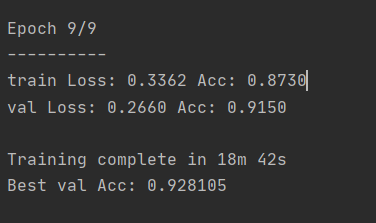 Epoch 9/9
----------
train Loss: 0.3362 Acc: 0.8730
val Loss: 0.2660 Acc: 0.9150
Training complete in 18m 42s
Best val Acc: 0.928105